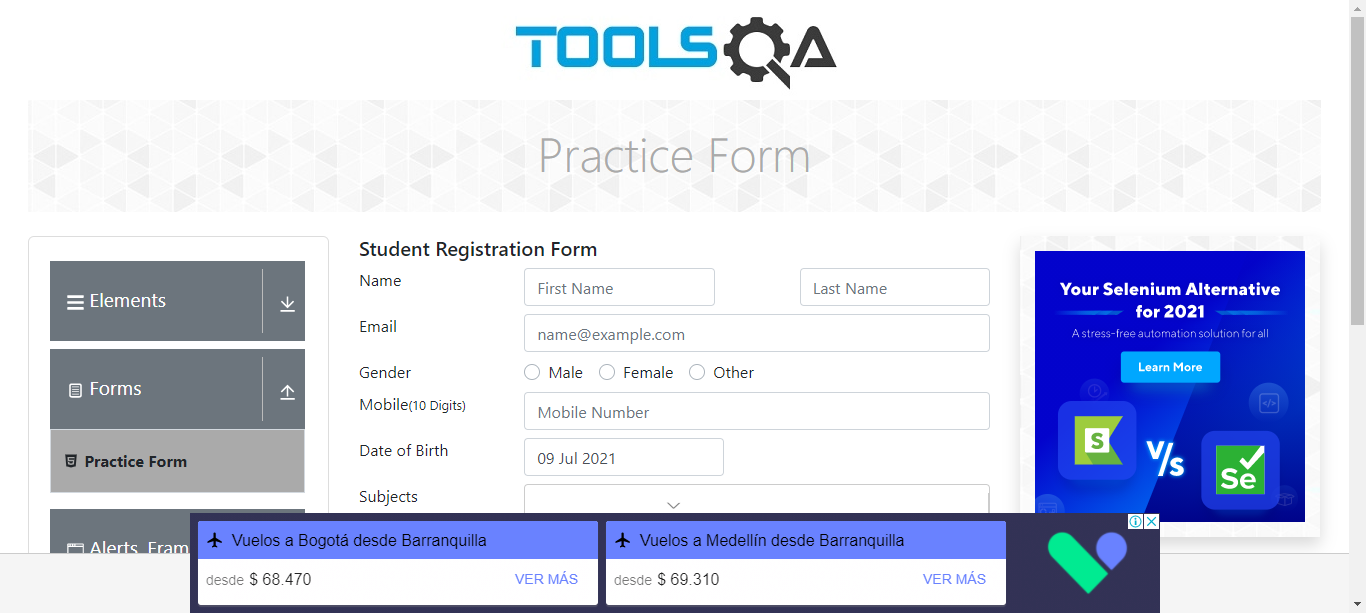 TOOLSQA
Practice Form
Elements
Forms
Practice Form
Alerts, Fram
Student Registration Form
Name
First Name
Last Name
Email
name@example.com
Gender
Male
Female
Other
Mobile(10 Digits)
Mobile Number
Date of Birth
09 Jul 2021
Subjects
Your Selenium Alternative
for 2021
A stress-free automation solution for all
Learn More
S
V/s
Se
Vuelos a Bogotá desde Barranquilla
desde $ 68.470
VER MÁS
Vuelos a Medellín desde Barranquilla
desde $ 69.310
VER MÁS